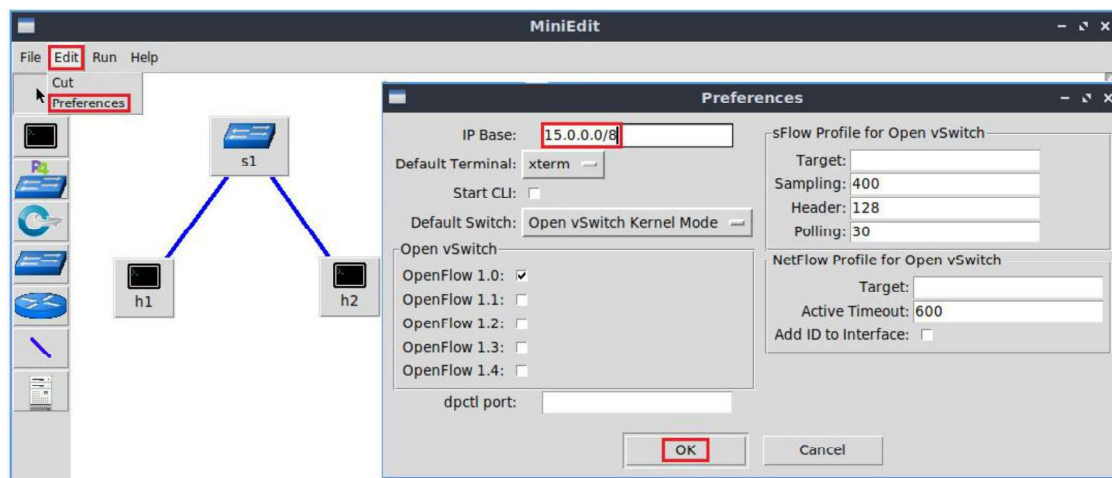 MiniEdit
File Edit Run Help
Cut
Preferences
P4
s1
h1
h2
Preferences
IP Base: 15.0.0.0/8
Default Terminal: xterm
Start CLI:
Default Switch: Open vSwitch Kernel Mode
Open vSwitch
OpenFlow 1.0:
OpenFlow 1.1:
OpenFlow 1.2:
OpenFlow 1.3:
OpenFlow 1.4:
dpctl port:
sFlow Profile for Open vSwitch
Target:
Sampling: 400
Header: 128
Polling: 30
NetFlow Profile for Open vSwitch
Target:
Active Timeout: 600
Add ID to Interface:
OK Cancel